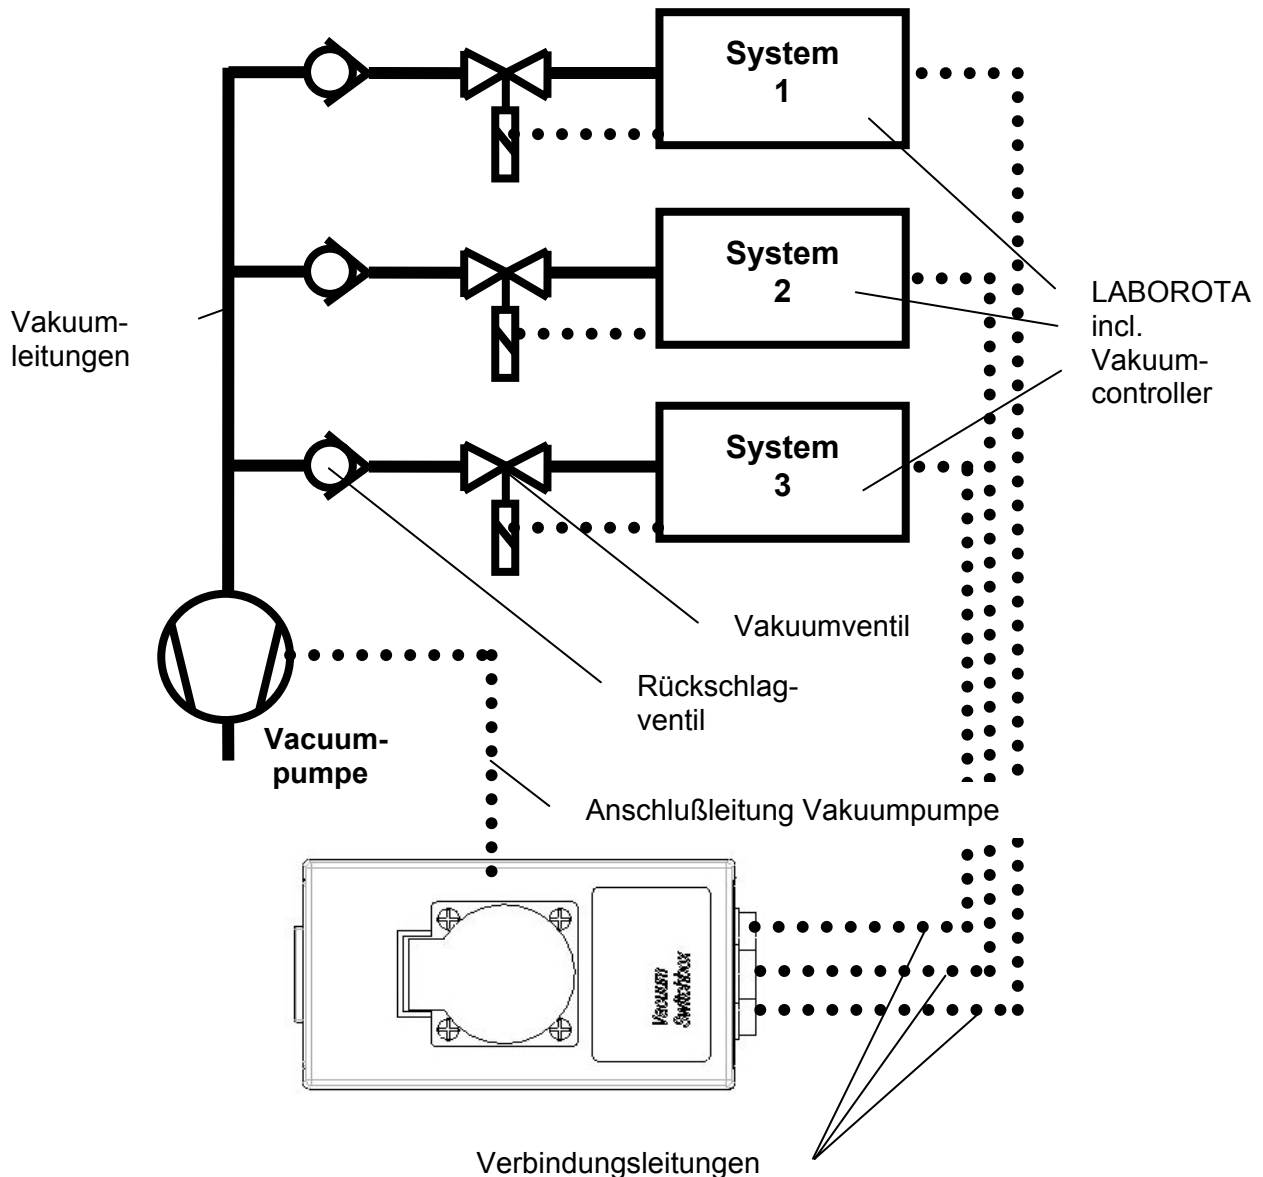 System
1
System
2
LABOROTA
incl.
Vakuum-
controller
Vakuum-
leitungen
System
3
Vakuumventil
Rückschlag-
ventil
Vacuum-
pumpe
Anschlußleitung Vakuumpumpe
Vacuum
Switchbox
Verbindungsleitungen